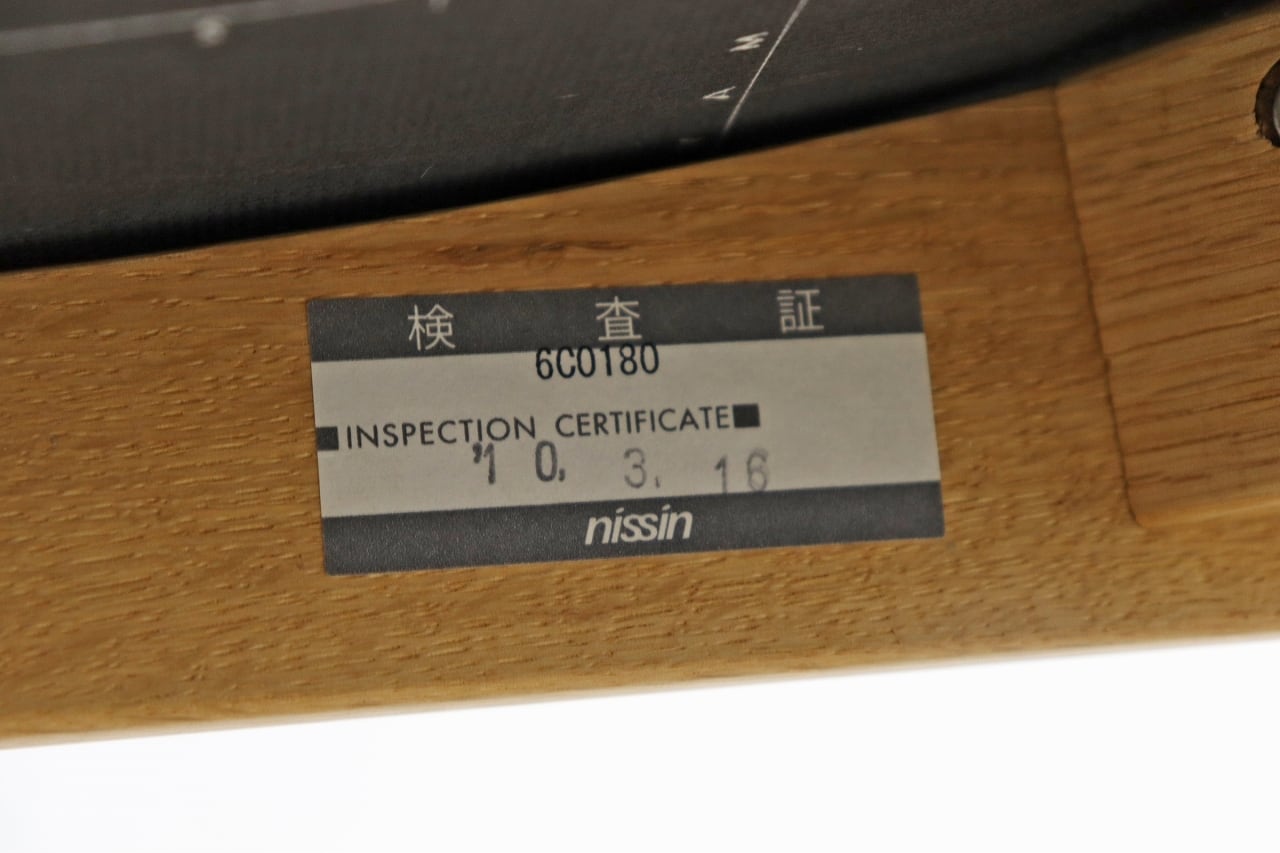 M
A
検 査 証
6C0180
■INSPECTION CERTIFICATE■
'10. 3. 16
nissin